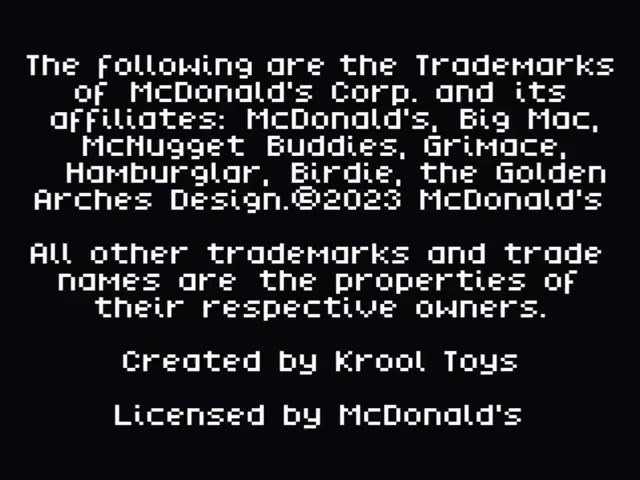 The following are the Trademarks
of McDonald's Corp. and its
affiliates: McDonald's, Big Mac,
McNugget Buddies, Grimace,
Hamburglar, Birdie, the Golden
Arches Design.©2023 McDonald's
All other trademarks and trade
names are the properties of
their respective owners.
Created by Krool Toys
Licensed by McDonald's